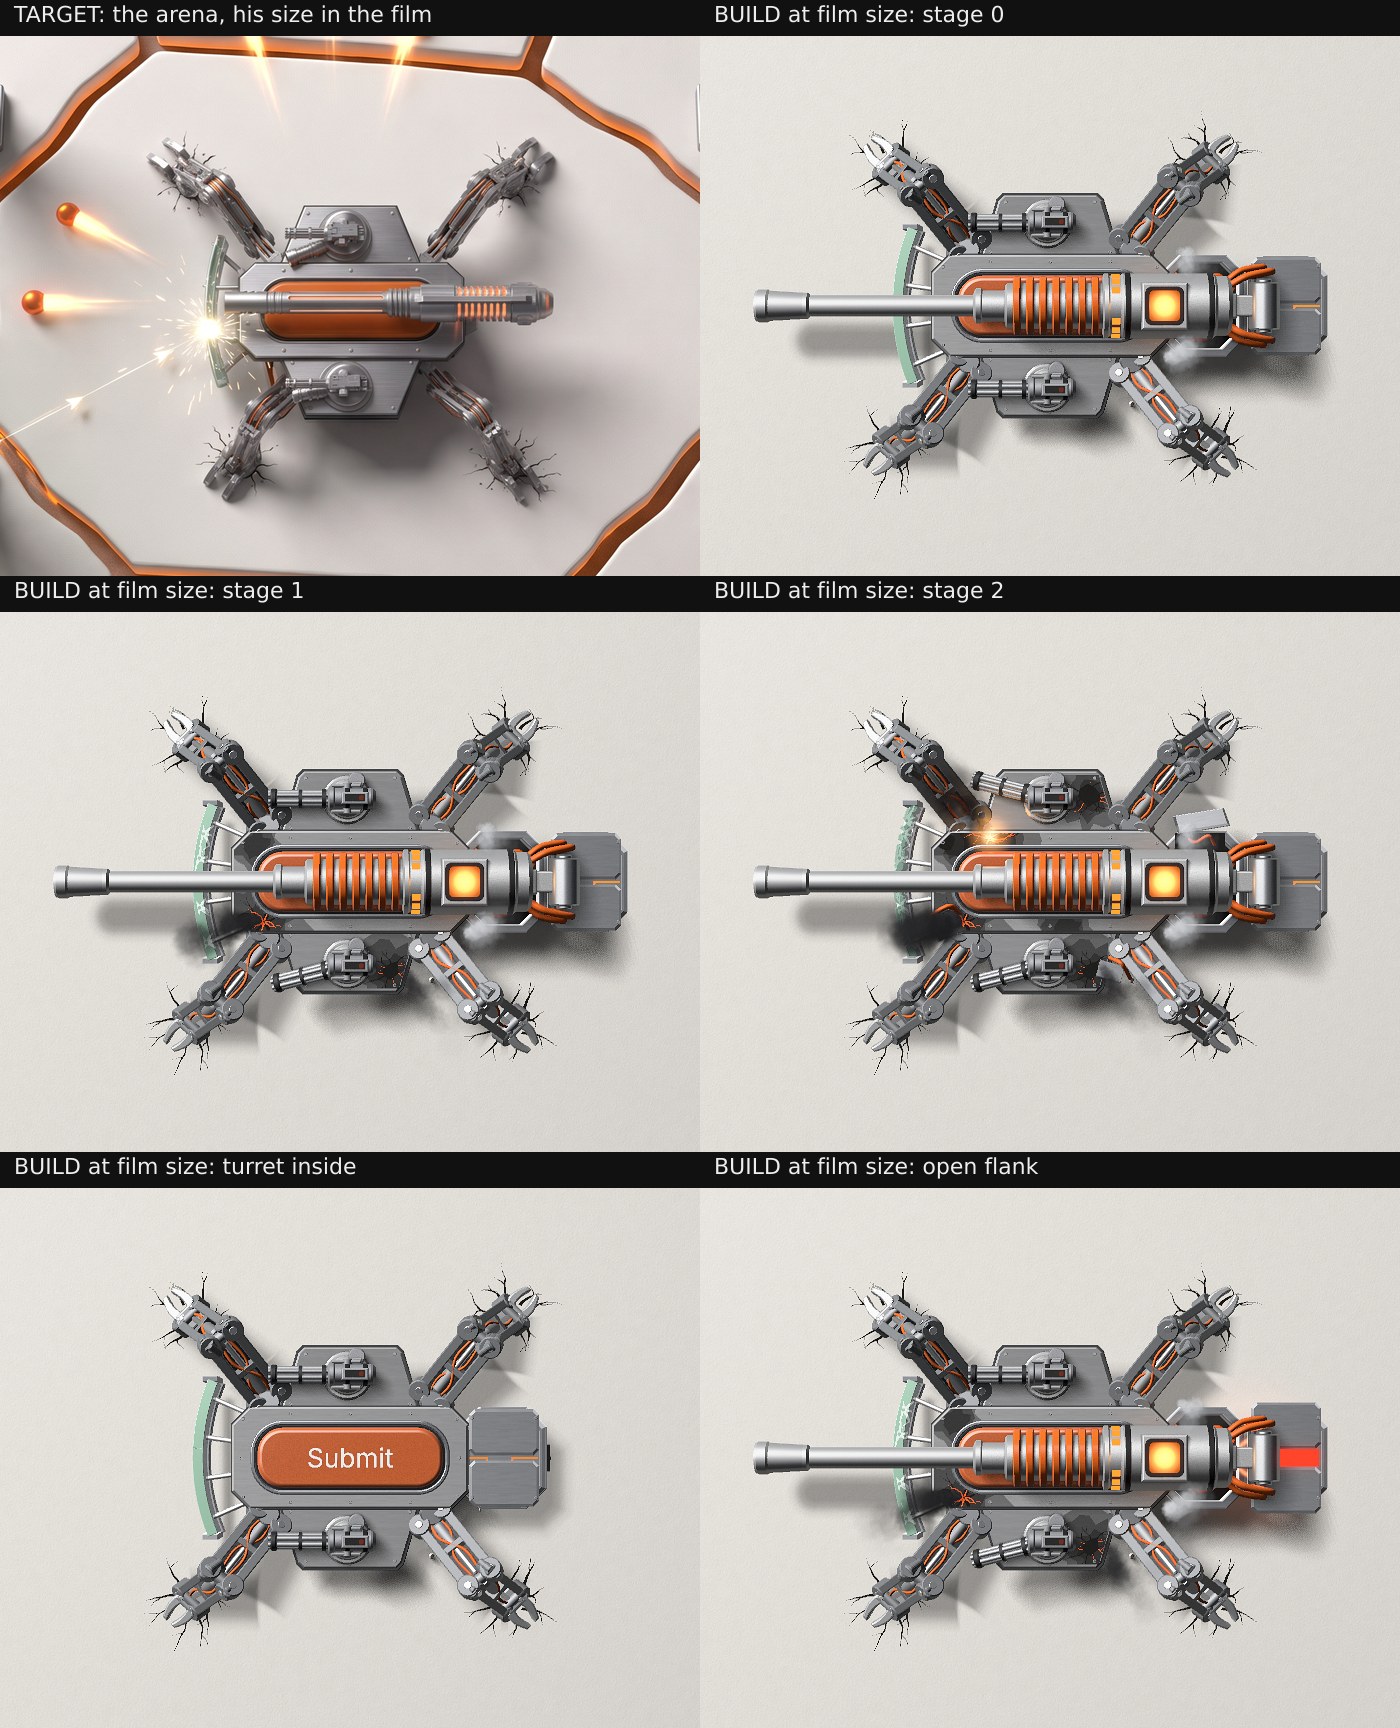 TARGET: the arena, his size in the film
BUILD at film size: stage 0
BUILD at film size: stage 1
BUILD at film size: stage 2
BUILD at film size: turret inside
BUILD at film size: open flank
Submit